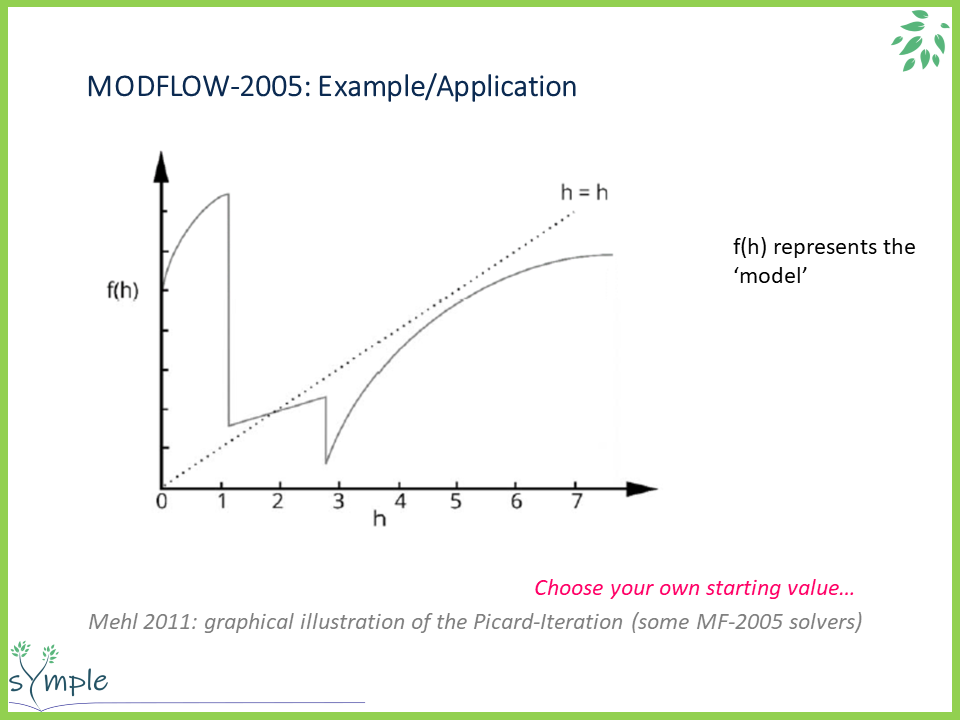 MODFLOW-2005: Example/Application
h = h
f(h) represents the
‘model’
f(h)
0 1 2 3 4 5 6 7
h
Choose your own starting value…
Mehl 2011: graphical illustration of the Picard-Iteration (some MF-2005 solvers)
sYmple